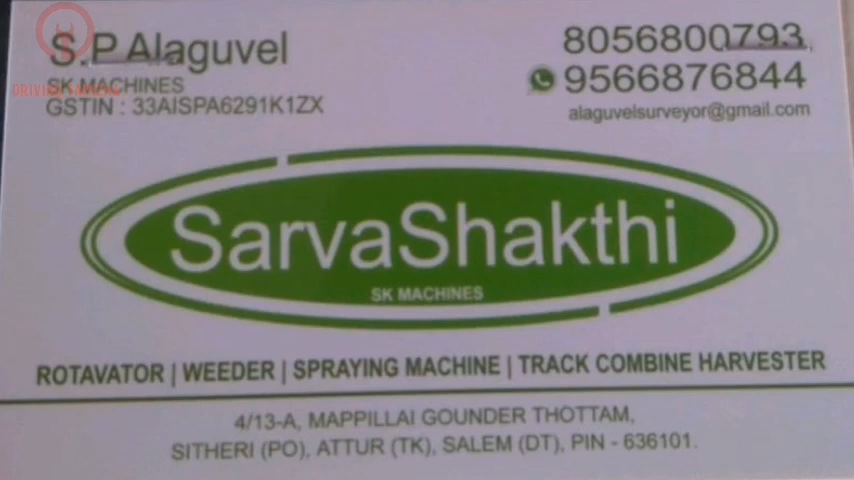 S.P Alaguvel
SK MACHINES
GSTIN : 33AISPA6291K1ZX
8056800793
9566876844
alaguvelsurveyor@gmail.com
SarvaShakthi
SK MACHINES
ROTAVATOR | WEEDER | SPRAYING MACHINE | TRACK COMBINE HARVESTER
4/13-A, MAPPILLAI GOUNDER THOTTAM,
SITHERI (PO), ATTUR (TK), SALEM (DT), PIN - 636101.